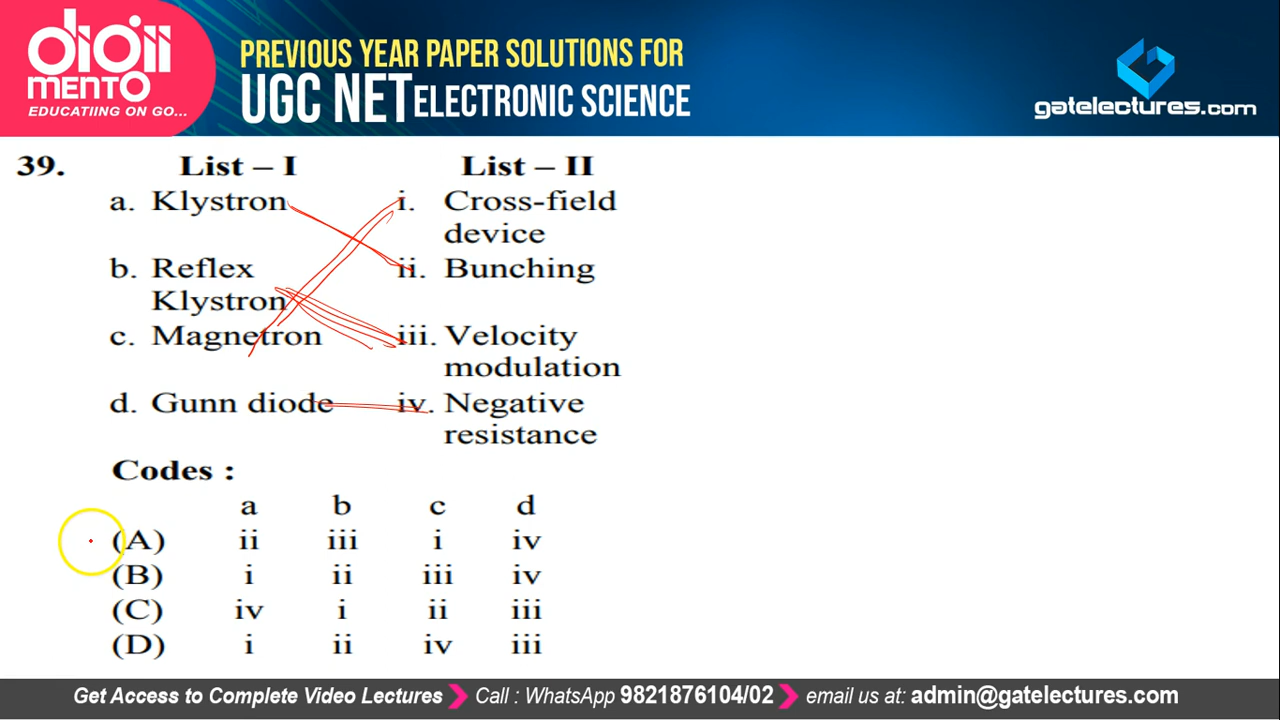 dioii
MENTO
EDUCATIING ON GO...
PREVIOUS YEAR PAPER SOLUTIONS FOR
UGC NET ELECTRONIC SCIENCE
gatelectures.com
39. List – I List – II
a. Klystron i. Cross-field
device
b. Reflex ii. Bunching
Klystron
c. Magnetron iii. Velocity
modulation
d. Gunn diode iv. Negative
resistance
Codes :
a b c d
(A) ii iii i iv
(B) i ii iii iv
(C) iv i ii iii
(D) i ii iv iii
Get Access to Complete Video Lectures Call : WhatsApp 9821876104/02 email us at: admin@gatelectures.com